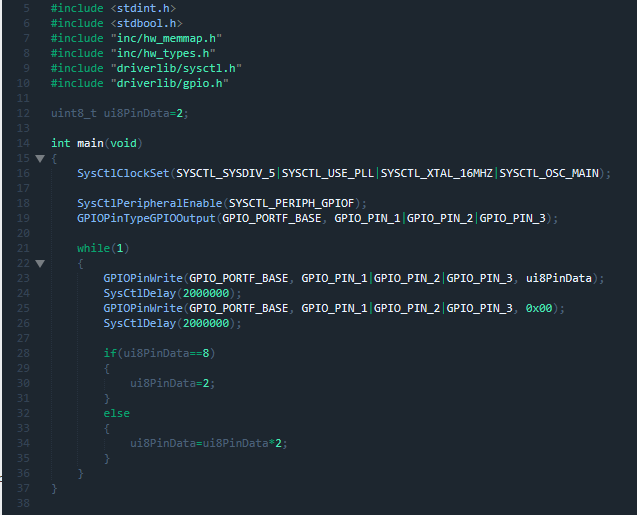 5 #include <stdint.h>
6 #include <stdbool.h>
7 #include "inc/hw_memmap.h"
8 #include "inc/hw_types.h"
9 #include "driverlib/sysctl.h"
10 #include "driverlib/gpio.h"
11
12 uint8_t ui8PinData=2;
13
14 int main(void)
15 {
16 SysCtlClockSet(SYSCTL_SYSDIV_5|SYSCTL_USE_PLL|SYSCTL_XTAL_16MHZ|SYSCTL_OSC_MAIN);
17
18 SysCtlPeripheralEnable(SYSCTL_PERIPH_GPIOF);
19 GPIOPinTypeGPIOOutput(GPIO_PORTF_BASE, GPIO_PIN_1|GPIO_PIN_2|GPIO_PIN_3);
20
21 while(1)
22 {
23 GPIOPinWrite(GPIO_PORTF_BASE, GPIO_PIN_1|GPIO_PIN_2|GPIO_PIN_3, ui8PinData);
24 SysCtlDelay(2000000);
25 GPIOPinWrite(GPIO_PORTF_BASE, GPIO_PIN_1|GPIO_PIN_2|GPIO_PIN_3, 0x00);
26 SysCtlDelay(2000000);
27
28 if(ui8PinData==8)
29 {
30 ui8PinData=2;
31 }
32 else
33 {
34 ui8PinData=ui8PinData*2;
35 }
36 }
37 }
38